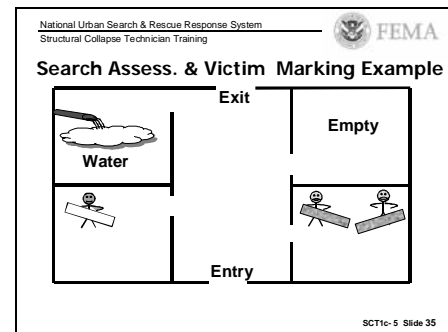 National Urban Search & Rescue Response System
Structural Collapse Technician Training
FEMA
Search Assess. & Victim Marking Example
Exit
Empty
Water
Entry
SCT1c- 5 Slide 35